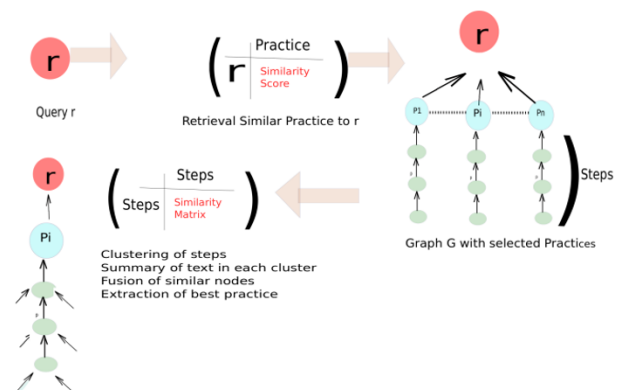 r
Query r
Practice
r
Similarity
Score
Retrieval Similar Practice to r
r
P1
Pi
Pn
Steps
Graph G with selected Practices
Steps
Steps
Similarity
Matrix
Clustering of steps
Summary of text in each cluster
Fusion of similar nodes
Extraction of best practice
r
Pi